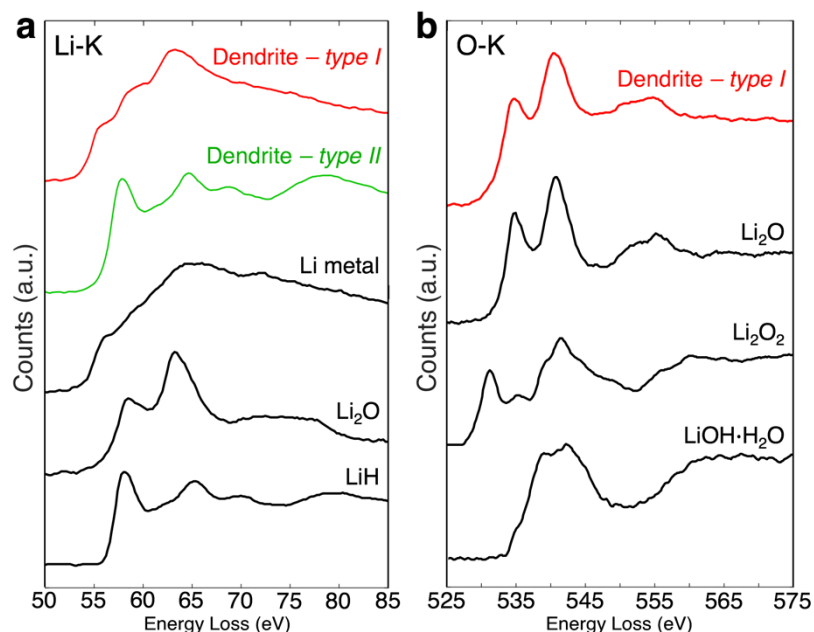 a
Li-K
Dendrite – type I
Dendrite – type II
Li metal
Li₂O
LiH
Counts (a.u.)
50 55 60 65 70 75 80 85
Energy Loss (eV)
b
O-K
Dendrite – type I
Li₂O
Li₂O₂
LiOH·H₂O
Counts (a.u.)
525 535 545 555 565 575
Energy Loss (eV)